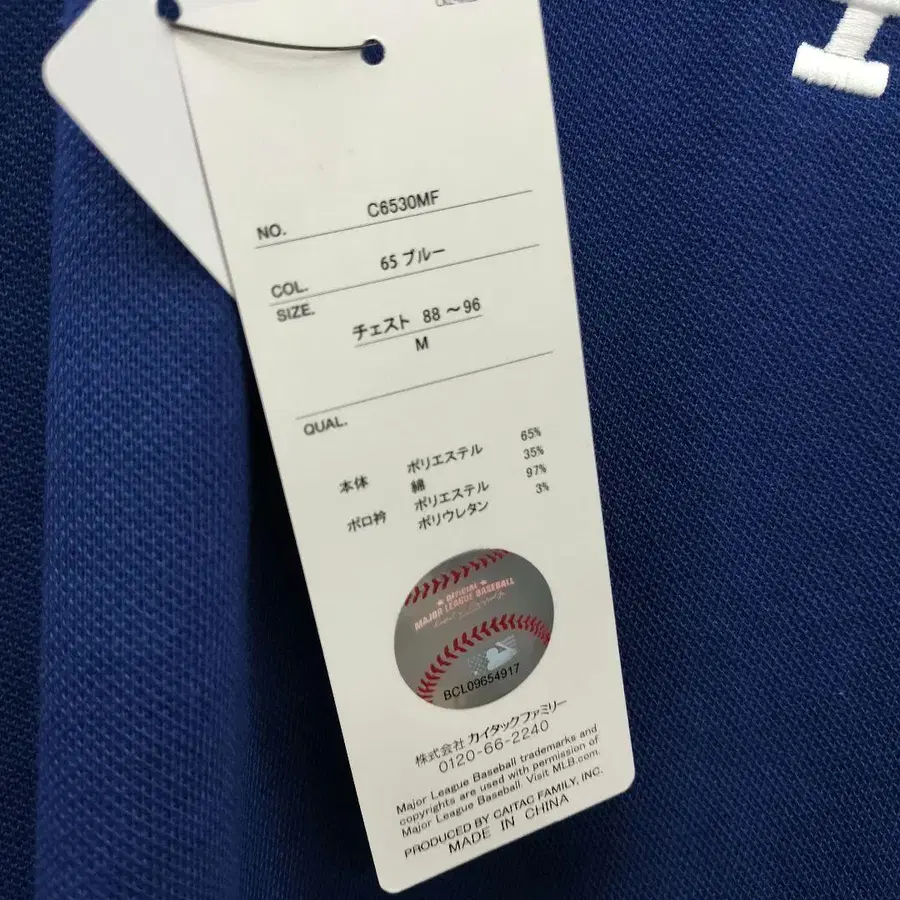 NO. C6530MF
COL. 65 ブルー
SIZE.
チェスト 88 ～96
M
QUAL.
本体 ポリエステル 65%
綿 35%
ポロ衿 ポリエステル 97%
ポリウレタン 3%
★ OFFICIAL ★
MAJOR LEAGUE BASEBALL
BCL09654917
株式会社 カイタックファミリー
0120-66-2240
Major League Baseball trademarks and
copyrights are used with permission of
Major League Baseball. Visit MLB.com.
PRODUCED BY CAITAC FAMILY, INC.
MADE IN CHINA